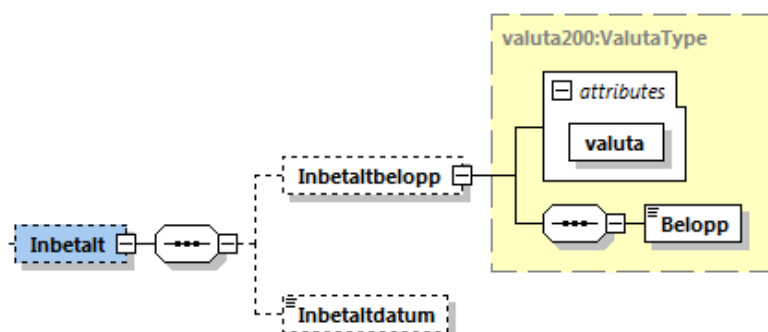 valuta200:ValutaType
attributes
valuta
Inbetaltbelopp
Belopp
Inbetalt
Inbetaltdatum